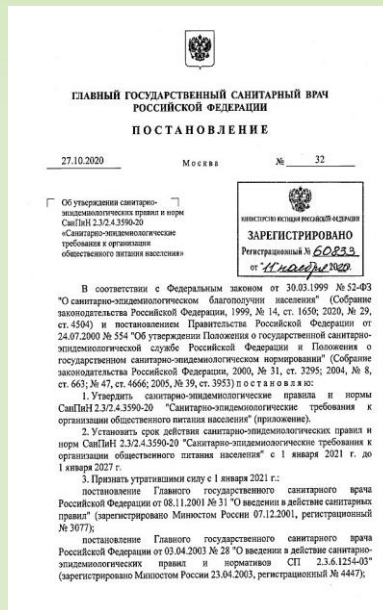 ГЛАВНЫЙ ГОСУДАРСТВЕННЫЙ САНИТАРНЫЙ ВРАЧ
РОССИЙСКОЙ ФЕДЕРАЦИИ
ПОСТАНОВЛЕНИЕ
27.10.2020 Москва № 32
Об утверждении санитарно-
эпидемиологических правил и норм
СанПиН 2.3/2.4.3590-20
«Санитарно-эпидемиологические
требования к организации
общественного питания населения»
МИНИСТЕРСТВО ЮСТИЦИИ РОССИЙСКОЙ ФЕДЕРАЦИИ
ЗАРЕГИСТРИРОВАНО
Регистрационный № 60833
от "11" ноября 2020.
В соответствии с Федеральным законом от 30.03.1999 № 52-ФЗ
"О санитарно-эпидемиологическом благополучии населения" (Собрание
законодательства Российской Федерации, 1999, № 14, ст. 1650; 2020, № 29,
ст. 4504) и постановлением Правительства Российской Федерации от
24.07.2000 № 554 "Об утверждении Положения о государственной санитарно-
эпидемиологической службе Российской Федерации и Положения о
государственном санитарно-эпидемиологическом нормировании" (Собрание
законодательства Российской Федерации, 2000, № 31, ст. 3295; 2004, № 8,
ст. 663; № 47, ст. 4666; 2005, № 39, ст. 3953) постановляю:
1. Утвердить санитарно-эпидемиологические правила и нормы
СанПиН 2.3/2.4.3590-20 "Санитарно-эпидемиологические требования к
организации общественного питания населения" (приложение).
2. Установить срок действия санитарно-эпидемиологических правил и
норм СанПиН 2.3/2.4.3590-20 "Санитарно-эпидемиологические требования к
организации общественного питания населения" с 1 января 2021 г. до
1 января 2027 г.
3. Признать утратившими силу с 1 января 2021 г.:
постановление Главного государственного санитарного врача
Российской Федерации от 08.11.2001 № 31 "О введении в действие санитарных
правил" (зарегистрировано Минюстом России 07.12.2001, регистрационный
№ 3077);
постановление Главного государственного санитарного врача
Российской Федерации от 03.04.2003 № 28 "О введении в действие санитарно-
эпидемиологических правил и нормативов СП 2.3.6.1254-03"
(зарегистрировано Минюстом России 23.04.2003, регистрационный № 4447);